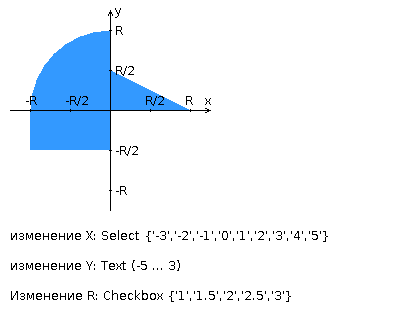 y
R
R/2
-R -R/2 R/2 R x
-R/2
-R
изменение X: Select {'-3','-2','-1','0','1','2','3','4','5'}
изменение Y: Text (-5 ... 3)
Изменение R: Checkbox {'1','1.5','2','2.5','3'}